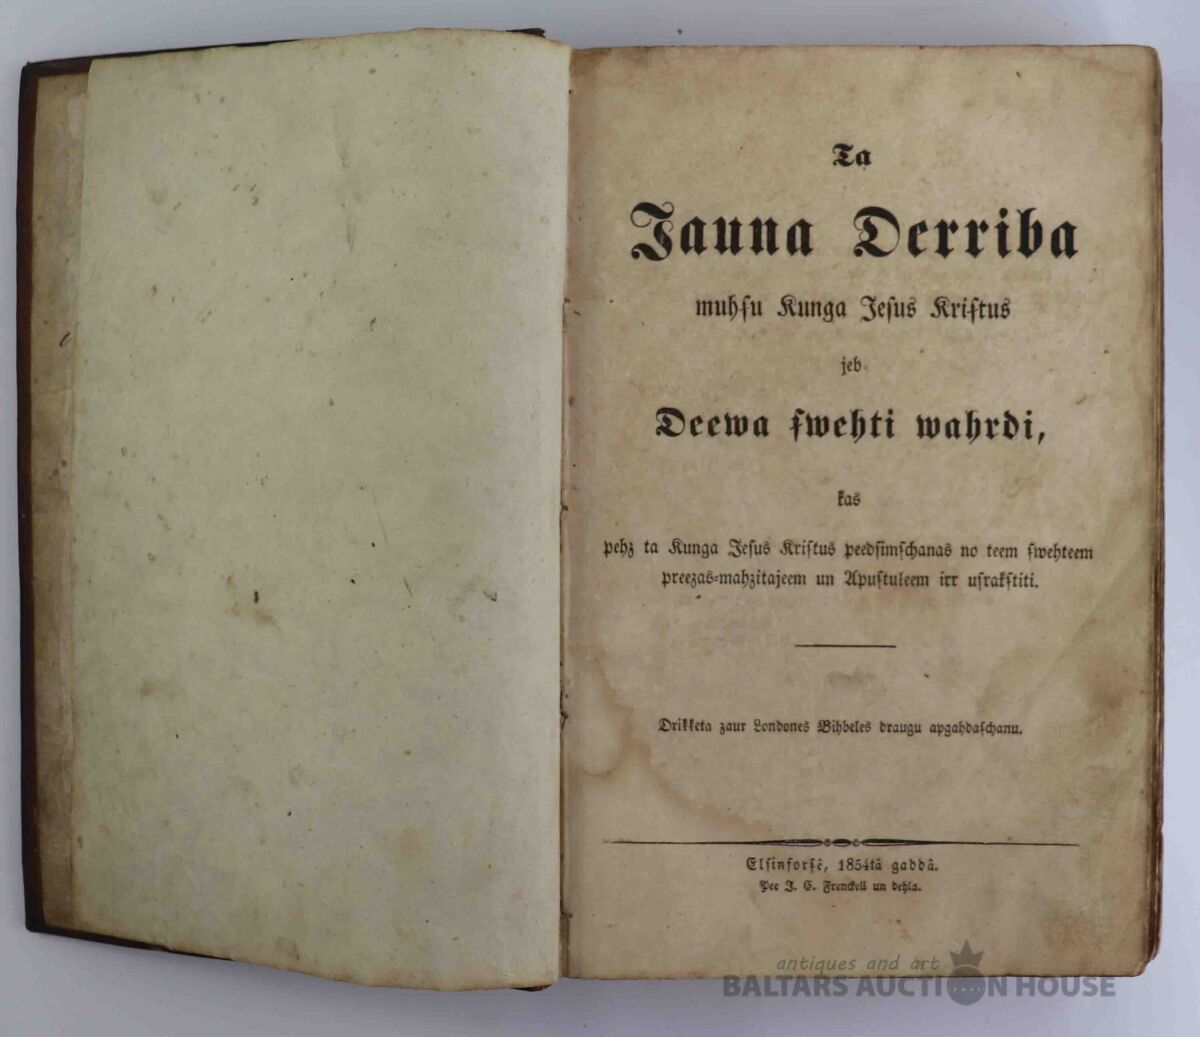 Ta
Jauna Derriba
muhſu Kunga Jeſus Kriſtus
jeb
Deewa ſwehti wahrdi,
kas
pehz ta Kunga Jeſus Kriſtus peedſimſchanas no teem ſwehteem
preezas-mahzitajeem un Apuſtuleem irr uſrakſtiti.
Drikketa zaur Londones Bihbeles draugu apgahdaſchanu.
Elſinforſê, 1854tâ gaddâ.
Pee J. C. Frenckell un dehla.
antiques and art
BALTARS AUCTION HOUSE